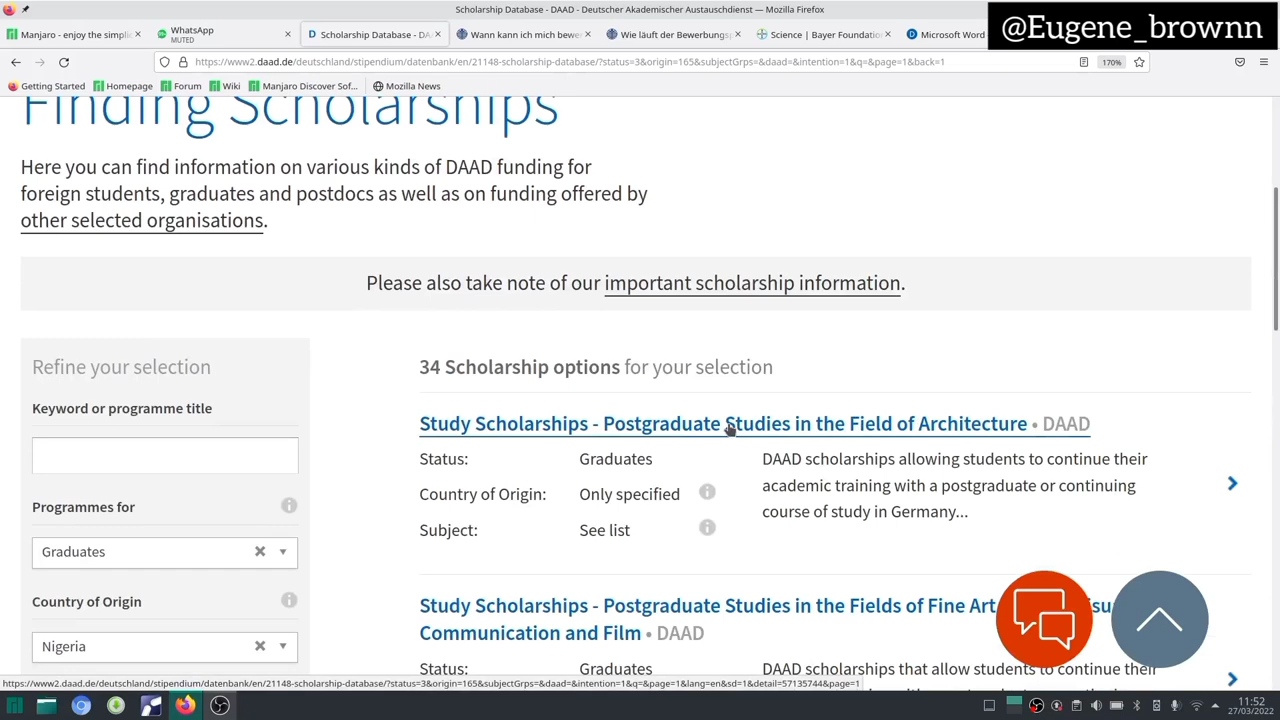 Scholarship Database - DAAD - Deutscher Akademischer Austauschdienst — Mozilla Firefox
@Eugene_brownn
Manjaro - enjoy the simpli
WhatsApp
MUTED
Scholarship Database - DA
Wann kann ich mich bewer
Wie läuft der Bewerbungsp
Science | Bayer Foundatio
Microsoft Word
https://www2.daad.de/deutschland/stipendium/datenbank/en/21148-scholarship-database/?status=3&origin=165&subjectGrps=&daad=&intention=1&q=&page=1&back=1
170%
Getting Started
Homepage
Forum
Wiki
Manjaro Discover Sof...
Mozilla News
Finding Scholarships
Here you can find information on various kinds of DAAD funding for
foreign students, graduates and postdocs as well as on funding offered by
other selected organisations.
Please also take note of our important scholarship information.
Refine your selection
Keyword or programme title
Programmes for
Graduates
Country of Origin
Nigeria
34 Scholarship options for your selection
Study Scholarships - Postgraduate Studies in the Field of Architecture • DAAD
Status: Graduates
Country of Origin: Only specified
Subject: See list
DAAD scholarships allowing students to continue their
academic training with a postgraduate or continuing
course of study in Germany...
Study Scholarships - Postgraduate Studies in the Fields of Fine Art
Communication and Film • DAAD
Status: Graduates
DAAD scholarships that allow students to continue their
https://www2.daad.de/deutschland/stipendium/datenbank/en/21148-scholarship-database/?status=3&origin=165&subjectGrps=&daad=&intention=1&q=&page=1&lang=en&sd=1&detail=57135744&page=1
11:52
27/03/2022